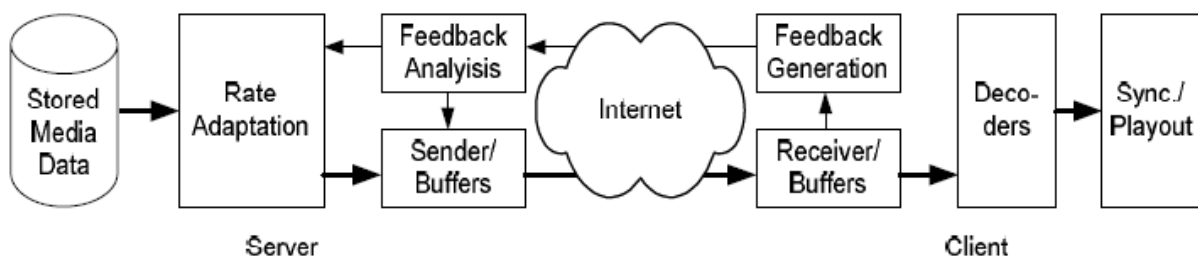 Stored
Media
Data
Rate
Adaptation
Feedback
Analyisis
Sender/
Buffers
Internet
Feedback
Generation
Receiver/
Buffers
Deco-
ders
Sync./
Playout
Server
Client